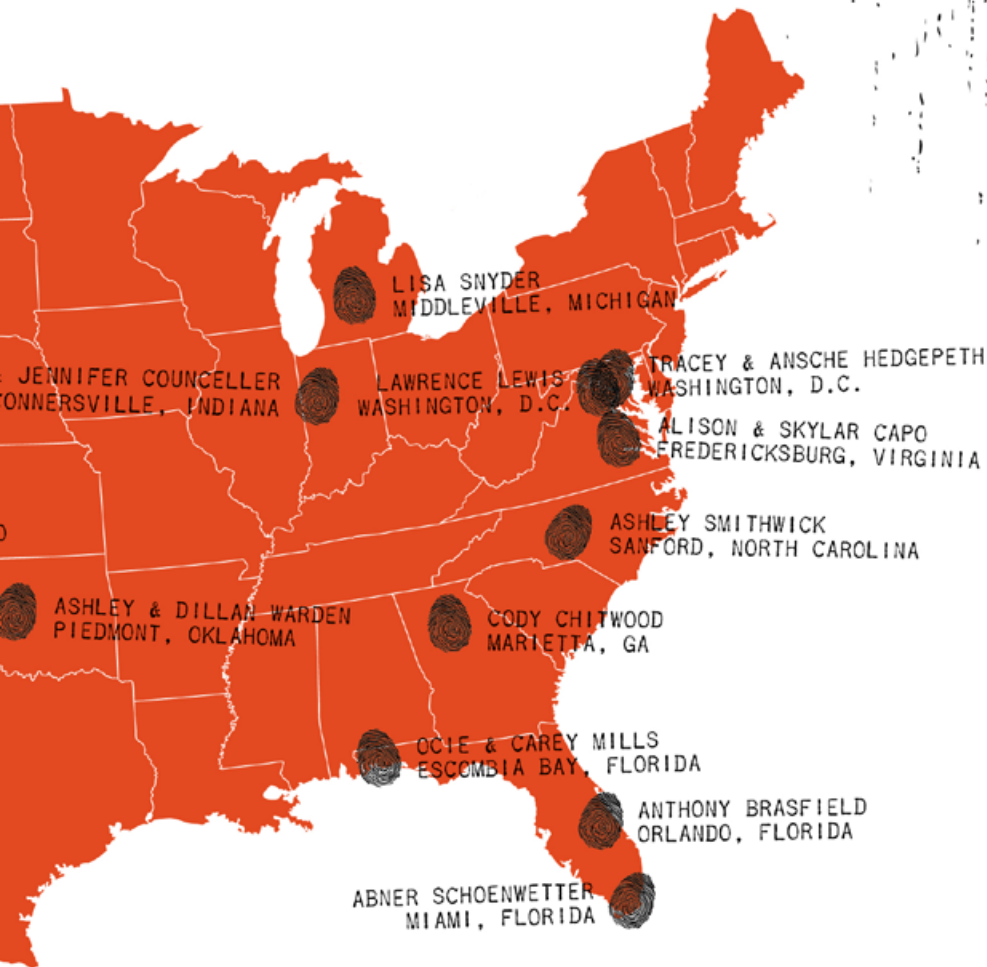 LISA SNYDER
MIDDLEVILLE, MICHIGAN
TRACEY & ANSCHE HEDGEPETH
WASHINGTON, D.C.
& JENNIFER COUNCELLER
CONNERSVILLE, INDIANA
LAWRENCE LEWIS
WASHINGTON, D.C.
ALISON & SKYLAR CAPO
FREDERICKSBURG, VIRGINIA
ASHLEY SMITHWICK
SANFORD, NORTH CAROLINA
ASHLEY & DILLAN WARDEN
PIEDMONT, OKLAHOMA
CODY CHITWOOD
MARIETTA, GA
OCIE & CAREY MILLS
ESCOMBIA BAY, FLORIDA
ANTHONY BRASFIELD
ORLANDO, FLORIDA
ABNER SCHOENWETTER
MIAMI, FLORIDA